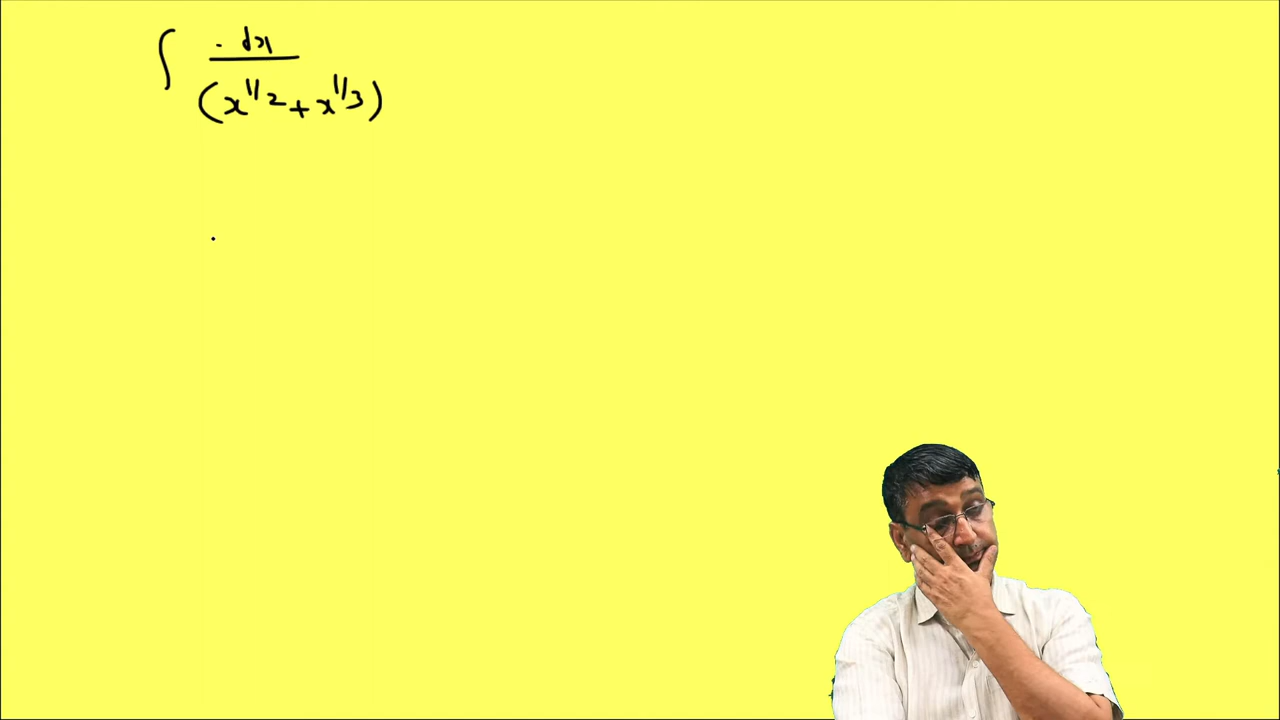 ∫ dx / (x^{1/2} + x^{1/3})